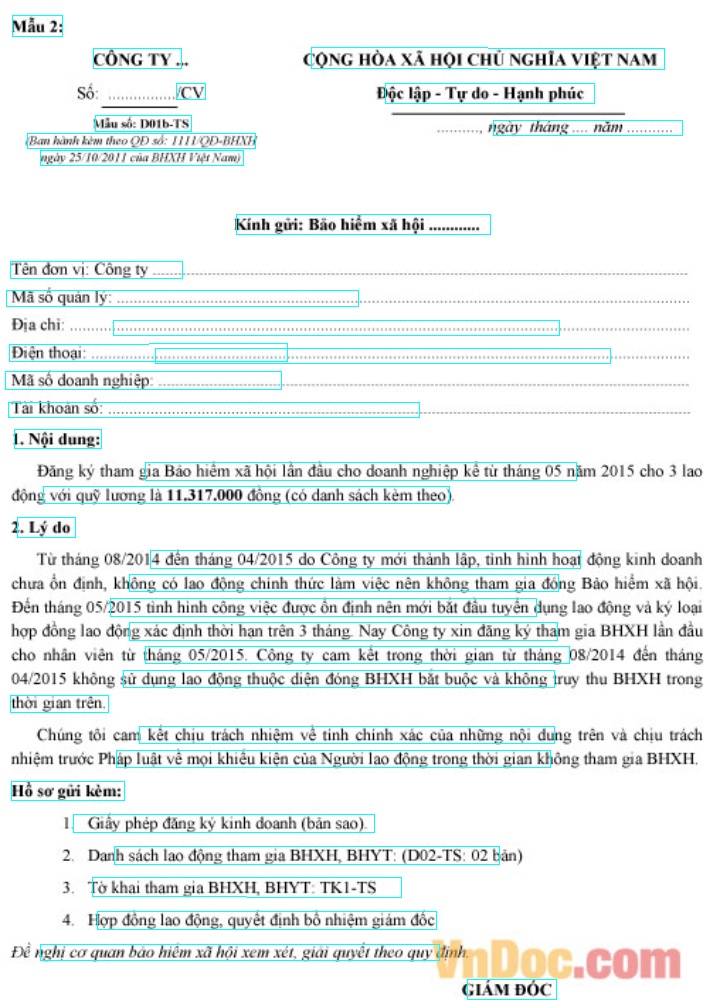 Mẫu 2:
CÔNG TY ...
CỘNG HÒA XÃ HỘI CHỦ NGHĨA VIỆT NAM
Số: ................/CV
Độc lập - Tự do - Hạnh phúc
Mẫu số: D01b-TS
(Ban hành kèm theo QĐ số: 1111/QĐ-BHXH
ngày 25/10/2011 của BHXH Việt Nam)
.........., ngày tháng .... năm ...........
Kính gửi: Bảo hiểm xã hội ............
Tên đơn vị: Công ty ........
Mã số quản lý: ........
Địa chỉ: ........
Điện thoại: ........
Mã số doanh nghiệp: ........
Tài khoản số: ........
1. Nội dung:
Đăng ký tham gia Bảo hiểm xã hội lần đầu cho doanh nghiệp kể từ tháng 05 năm 2015 cho 3 lao
động với quỹ lương là 11.317.000 đồng (có danh sách kèm theo).
2. Lý do
Từ tháng 08/2014 đến tháng 04/2015 do Công ty mới thành lập, tình hình hoạt động kinh doanh
chưa ổn định, không có lao động chính thức làm việc nên không tham gia đóng Bảo hiểm xã hội.
Đến tháng 05/2015 tình hình công việc được ổn định nên mới bắt đầu tuyển dụng lao động và ký loại
hợp đồng lao động xác định thời hạn trên 3 tháng. Nay Công ty xin đăng ký tham gia BHXH lần đầu
cho nhân viên từ tháng 05/2015. Công ty cam kết trong thời gian từ tháng 08/2014 đến tháng
04/2015 không sử dụng lao động thuộc diện đóng BHXH bắt buộc và không truy thu BHXH trong
thời gian trên.
Chúng tôi cam kết chịu trách nhiệm về tính chính xác của những nội dung trên và chịu trách
nhiệm trước Pháp luật về mọi khiếu kiện của Người lao động trong thời gian không tham gia BHXH.
Hồ sơ gửi kèm:
1. Giấy phép đăng ký kinh doanh (bản sao).
2. Danh sách lao động tham gia BHXH, BHYT: (D02-TS: 02 bản)
3. Tờ khai tham gia BHXH, BHYT: TK1-TS
4. Hợp đồng lao động, quyết định bổ nhiệm giám đốc
Đề nghị cơ quan bảo hiểm xã hội xem xét, giải quyết theo quy định.
VnDoc.com
GIÁM ĐỐC